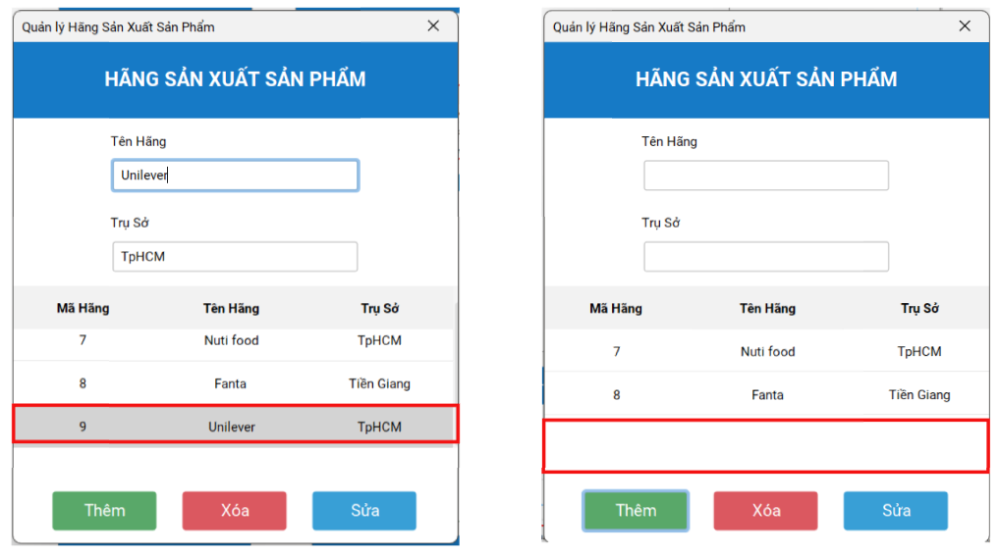 Quản lý Hãng Sản Xuất Sản Phẩm
HÃNG SẢN XUẤT SẢN PHẨM
Tên Hãng
Unilever
Trụ Sở
TpHCM
Mã Hãng Tên Hãng Trụ Sở
7 Nuti food TpHCM
8 Fanta Tiền Giang
9 Unilever TpHCM
Thêm Xóa Sửa
Quản lý Hãng Sản Xuất Sản Phẩm
HÃNG SẢN XUẤT SẢN PHẨM
Tên Hãng
Trụ Sở
Mã Hãng Tên Hãng Trụ Sở
7 Nuti food TpHCM
8 Fanta Tiền Giang
Thêm Xóa Sửa